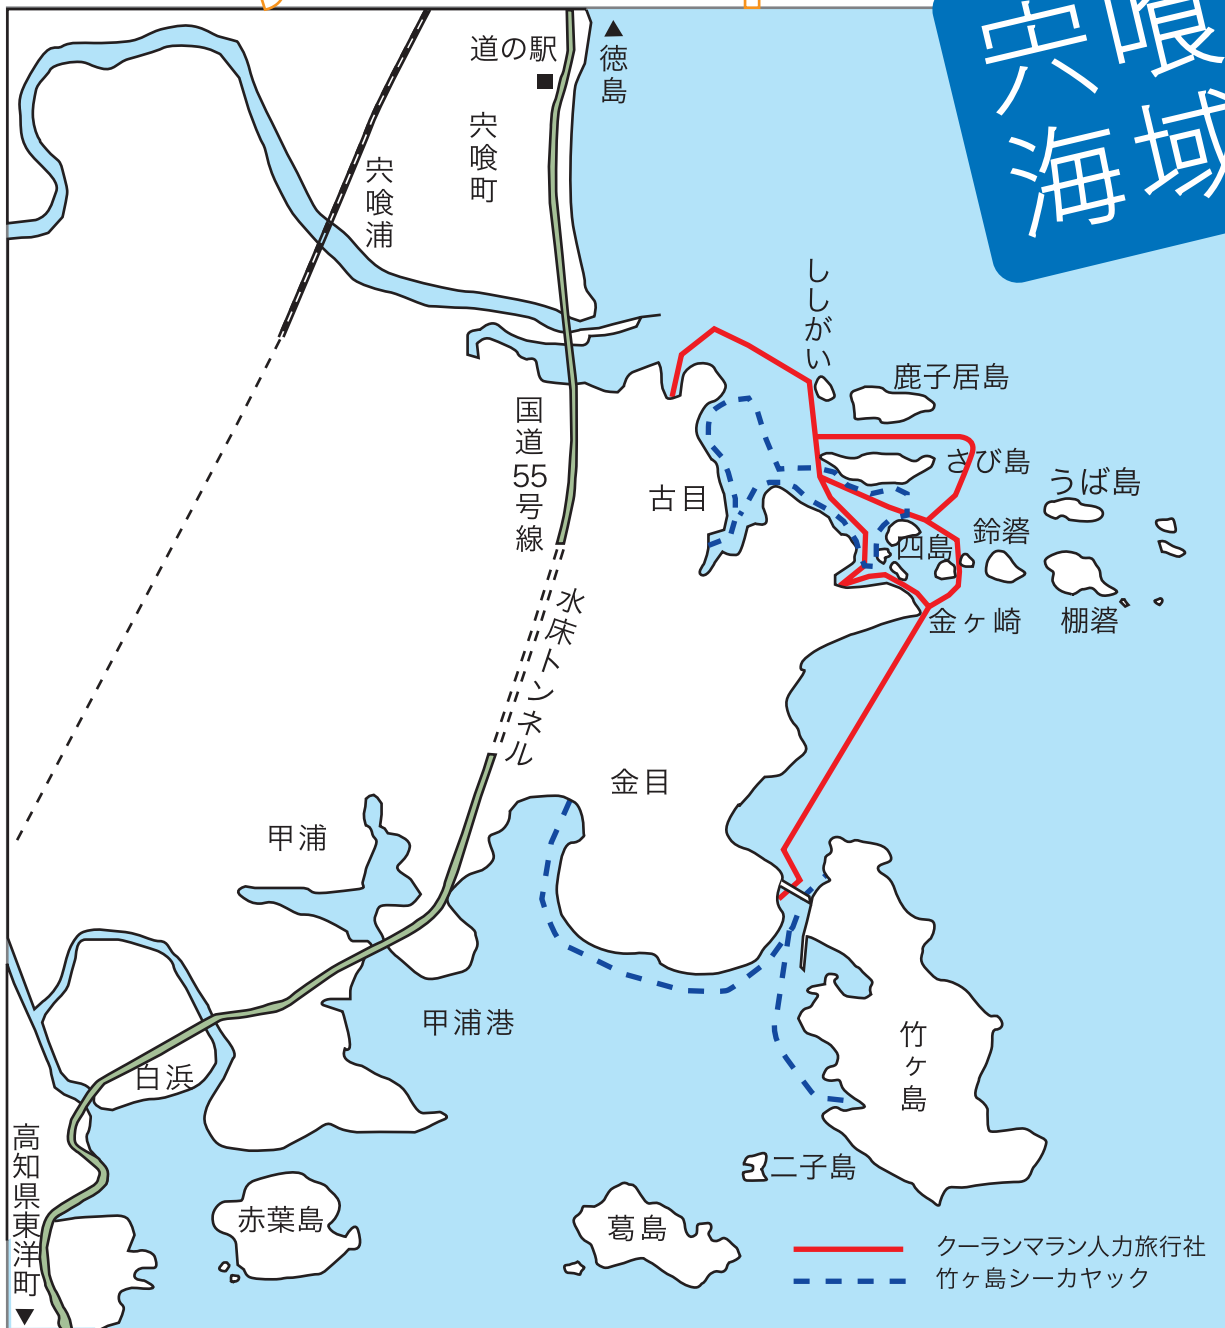 宍喰
海域
道の駅
徳島
宍喰町
宍喰浦
ししがい
鹿子居島
さび島
うば島
国道55号線
古目
鈴碆
四島
金ヶ崎
棚碆
水床トンネル
金目
甲浦
甲浦港
竹ヶ島
白浜
高知県東洋町
二子島
赤葉島
葛島
クーランマラン人力旅行社
竹ヶ島シーカヤック